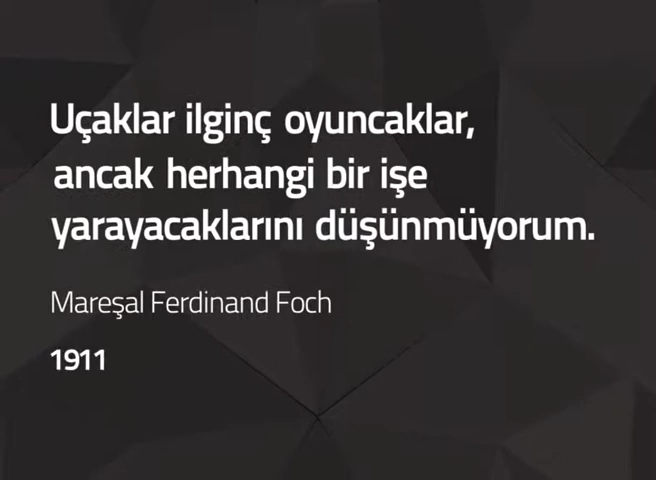 Uçaklar ilginç oyuncaklar,
ancak herhangi bir işe
yarayacaklarını düşünmüyorum.
Mareşal Ferdinand Foch
1911